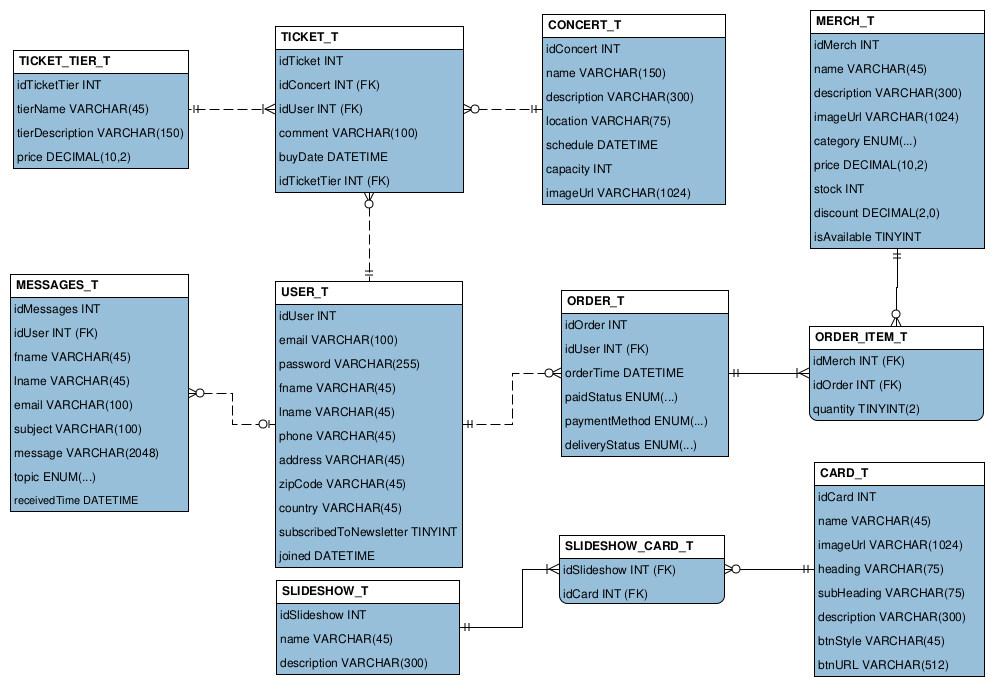 TICKET_TIER_T
idTicketTier INT
tierName VARCHAR(45)
tierDescription VARCHAR(150)
price DECIMAL(10,2)
TICKET_T
idTicket INT
idConcert INT (FK)
idUser INT (FK)
comment VARCHAR(100)
buyDate DATETIME
idTicketTier INT (FK)
CONCERT_T
idConcert INT
name VARCHAR(150)
description VARCHAR(300)
location VARCHAR(75)
schedule DATETIME
capacity INT
imageUrl VARCHAR(1024)
MERCH_T
idMerch INT
name VARCHAR(45)
description VARCHAR(300)
imageUrl VARCHAR(1024)
category ENUM(...)
price DECIMAL(10,2)
stock INT
discount DECIMAL(2,0)
isAvailable TINYINT
MESSAGES_T
idMessages INT
idUser INT (FK)
fname VARCHAR(45)
lname VARCHAR(45)
email VARCHAR(100)
subject VARCHAR(100)
message VARCHAR(2048)
topic ENUM(...)
receivedTime DATETIME
USER_T
idUser INT
email VARCHAR(100)
password VARCHAR(255)
fname VARCHAR(45)
lname VARCHAR(45)
phone VARCHAR(45)
address VARCHAR(45)
zipCode VARCHAR(45)
country VARCHAR(45)
subscribedToNewsletter TINYINT
joined DATETIME
ORDER_T
idOrder INT
idUser INT (FK)
orderTime DATETIME
paidStatus ENUM(...)
paymentMethod ENUM(...)
deliveryStatus ENUM(...)
ORDER_ITEM_T
idMerch INT (FK)
idOrder INT (FK)
quantity TINYINT(2)
SLIDESHOW_T
idSlideshow INT
name VARCHAR(45)
description VARCHAR(300)
SLIDESHOW_CARD_T
idSlideshow INT (FK)
idCard INT (FK)
CARD_T
idCard INT
name VARCHAR(45)
imageUrl VARCHAR(1024)
heading VARCHAR(75)
subHeading VARCHAR(75)
description VARCHAR(300)
btnStyle VARCHAR(45)
btnURL VARCHAR(512)